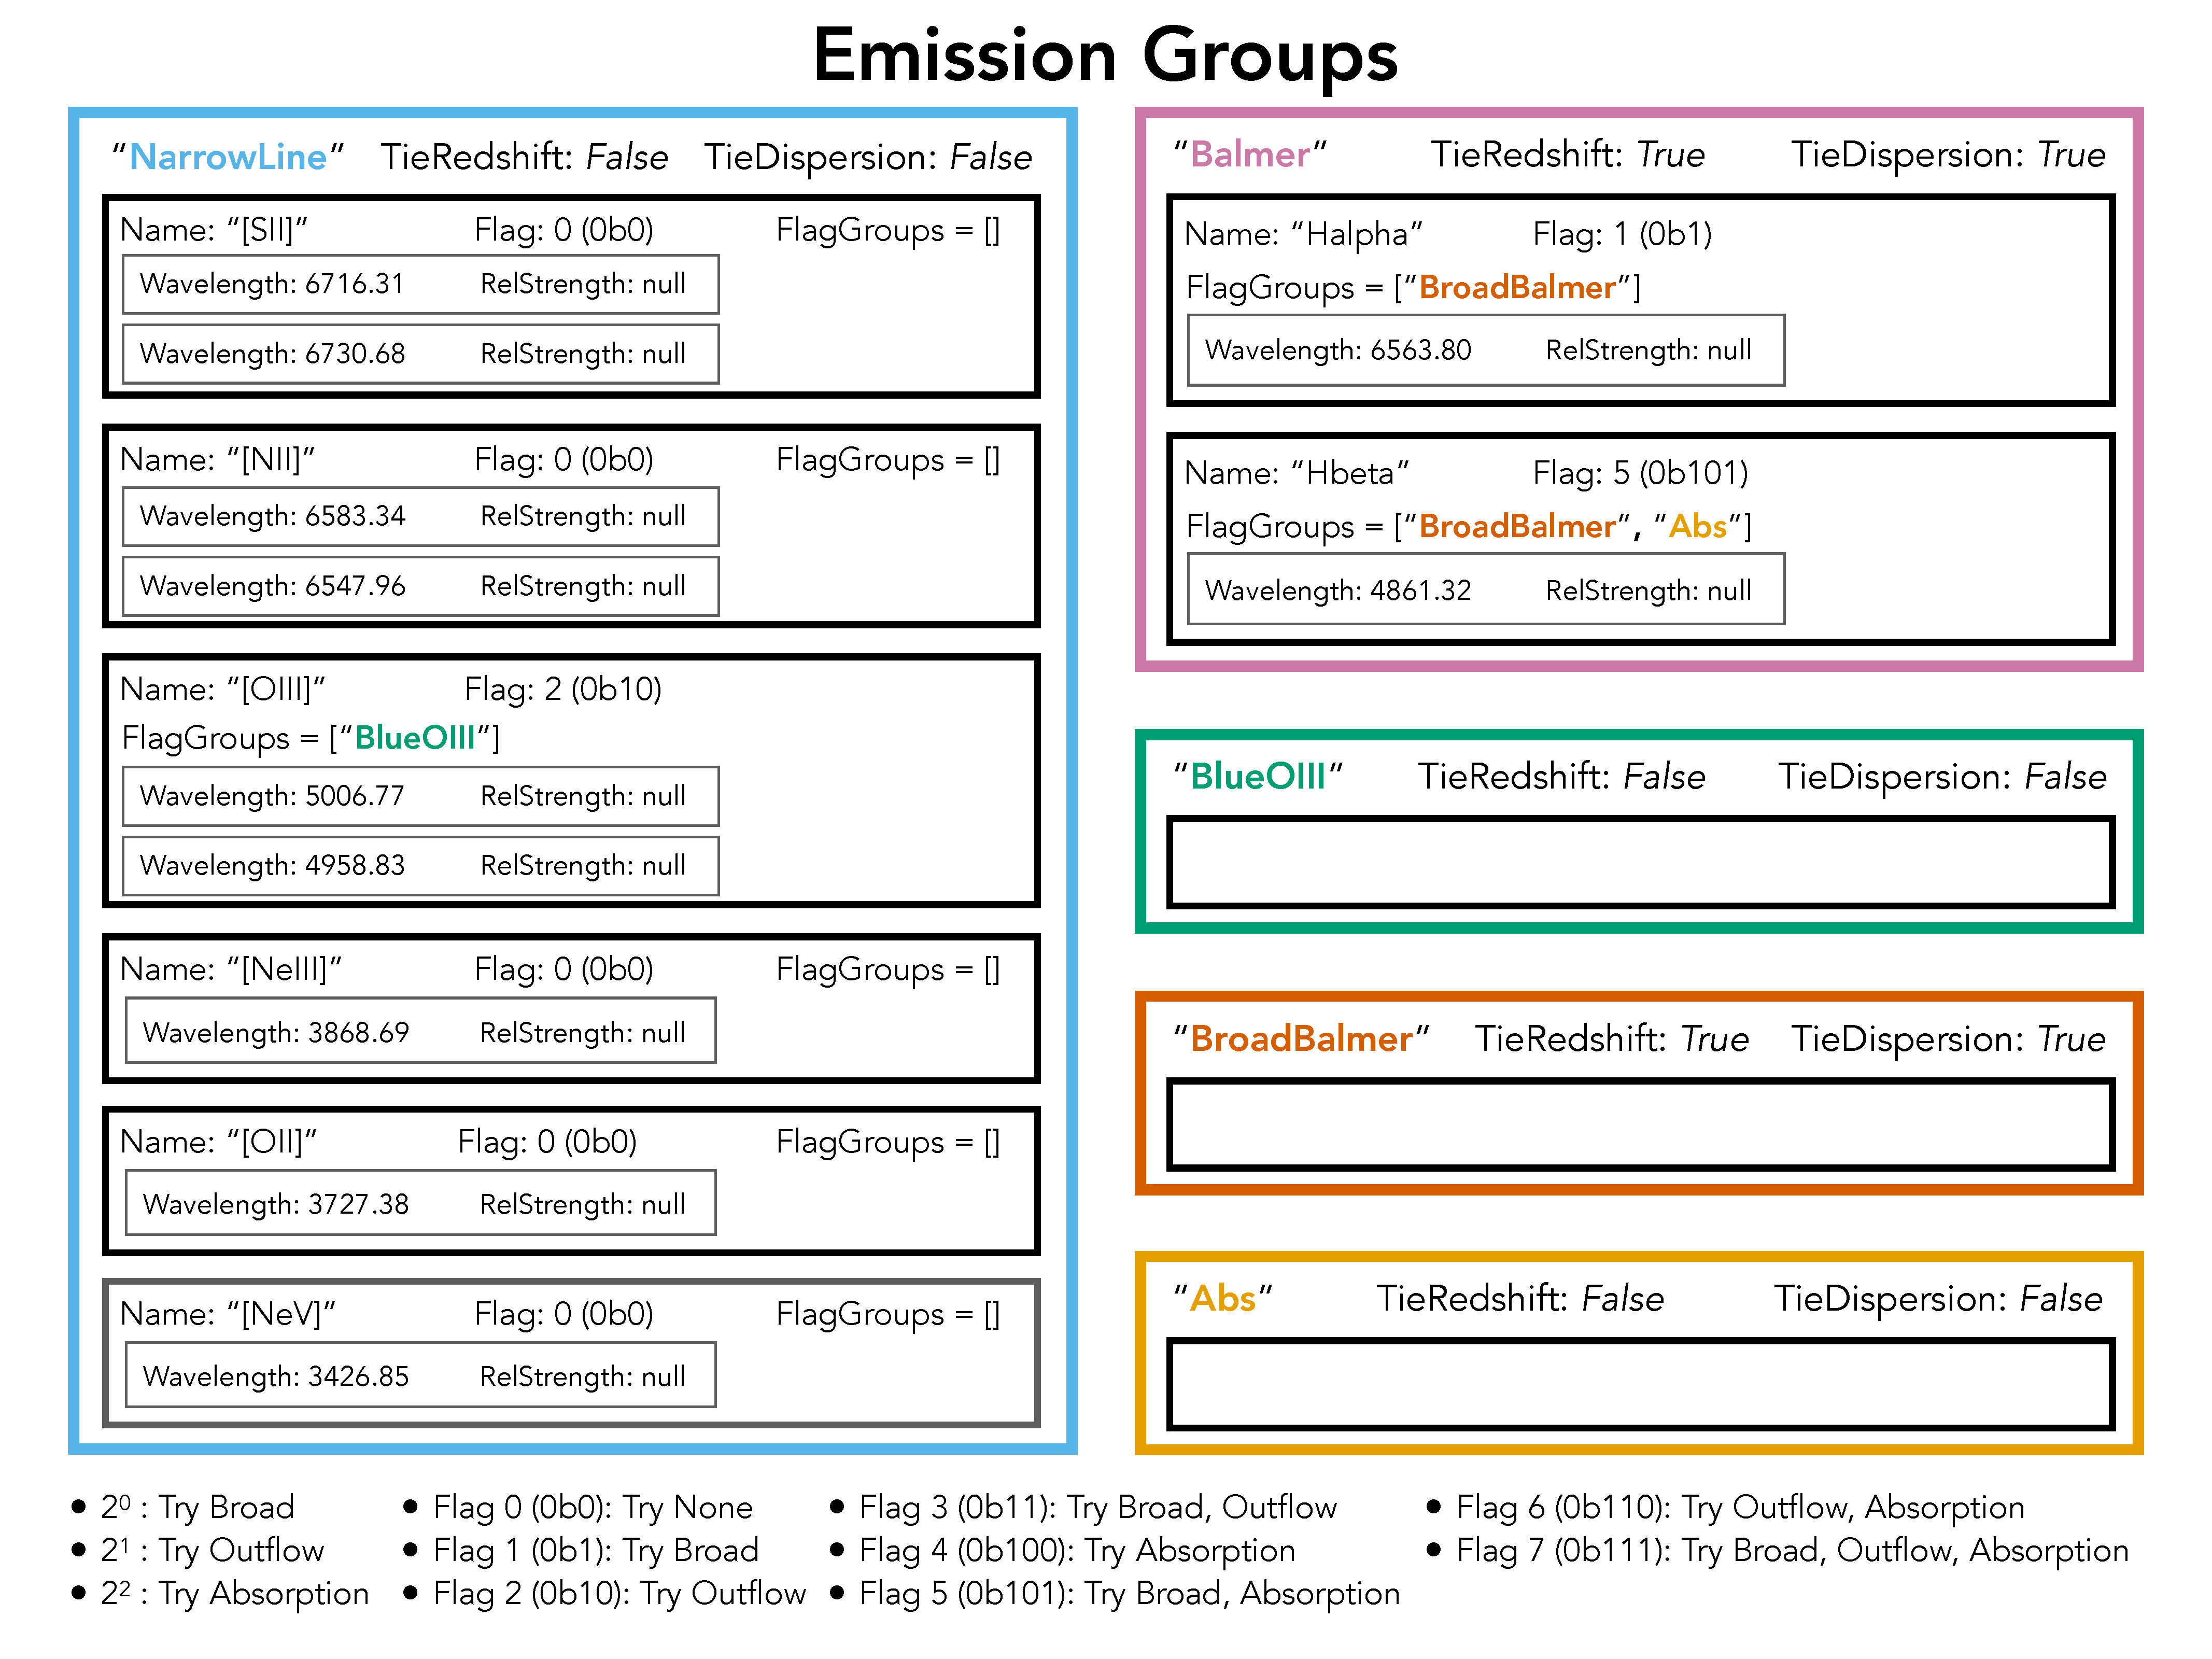 Emission Groups
“NarrowLine” TieRedshift: False TieDispersion: False
Name: “[SII]” Flag: 0 (0b0) FlagGroups = []
Wavelength: 6716.31 RelStrength: null
Wavelength: 6730.68 RelStrength: null
Name: “[NII]” Flag: 0 (0b0) FlagGroups = []
Wavelength: 6583.34 RelStrength: null
Wavelength: 6547.96 RelStrength: null
Name: “[OIII]” Flag: 2 (0b10)
FlagGroups = [“BlueOIII”]
Wavelength: 5006.77 RelStrength: null
Wavelength: 4958.83 RelStrength: null
Name: “[NeIII]” Flag: 0 (0b0) FlagGroups = []
Wavelength: 3868.69 RelStrength: null
Name: “[OII]” Flag: 0 (0b0) FlagGroups = []
Wavelength: 3727.38 RelStrength: null
Name: “[NeV]” Flag: 0 (0b0) FlagGroups = []
Wavelength: 3426.85 RelStrength: null
“Balmer” TieRedshift: True TieDispersion: True
Name: “Halpha” Flag: 1 (0b1)
FlagGroups = [“BroadBalmer”]
Wavelength: 6563.80 RelStrength: null
Name: “Hbeta” Flag: 5 (0b101)
FlagGroups = [“BroadBalmer”, “Abs”]
Wavelength: 4861.32 RelStrength: null
“BlueOIII” TieRedshift: False TieDispersion: False
“BroadBalmer” TieRedshift: True TieDispersion: True
“Abs” TieRedshift: False TieDispersion: False
• 2⁰ : Try Broad
• 2¹ : Try Outflow
• 2² : Try Absorption
• Flag 0 (0b0): Try None
• Flag 1 (0b1): Try Broad
• Flag 2 (0b10): Try Outflow
• Flag 3 (0b11): Try Broad, Outflow
• Flag 4 (0b100): Try Absorption
• Flag 5 (0b101): Try Broad, Absorption
• Flag 6 (0b110): Try Outflow, Absorption
• Flag 7 (0b111): Try Broad, Outflow, Absorption